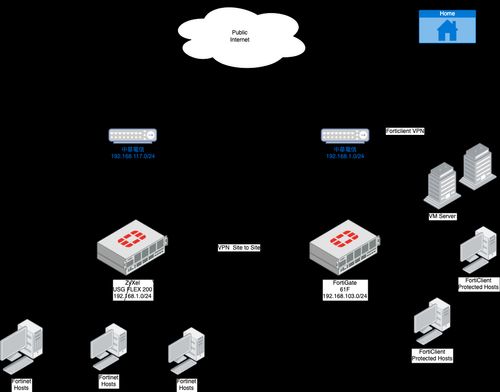 Home
Public
Internet
中華電信
192.168.117.0/24
中華電信
192.168.1.0/24
Forticlient VPN
VM Server
VPN Site to Site
ZyXel
USG FLEX 200
192.168.1.0/24
FortiGate
61F
192.168.103.0/24
FortiClient
Protected Hosts
FortiClient
Protected Hosts
Fortinet
Hosts
Fortinet
Hosts
Fortinet
Hosts